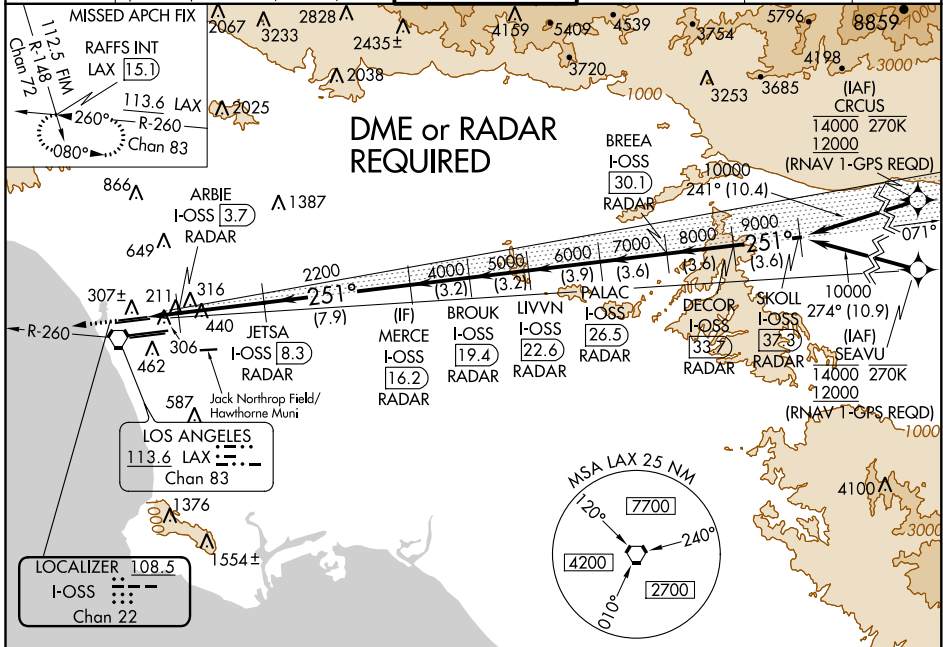 MISSED APCH FIX
112.5 FIM
R-148
Chan 72
RAFFS INT
LAX 15.1
113.6 LAX
R-260
Chan 83
260°
080°
2067
3233
2828
2435±
2038
2025
4159
5409
4539
3720
3754
5796
8859
4198
3685
3253
3000
1000
DME or RADAR
REQUIRED
(IAF)
CRCUS
14000 270K
12000
(RNAV 1-GPS REQD)
BREEA
I-OSS
30.1
RADAR
10000
241° (10.4)
071°
866
649
1387
ARBIE
I-OSS 3.7
RADAR
307±
211
316
440
306
462
587
R-260
2200
251°
(7.9)
4000
(3.2)
5000
(3.2)
6000
(3.9)
7000
(3.6)
8000
(3.6)
9000
(3.6)
251°
10000
274° (10.9)
JETSA
I-OSS 8.3
RADAR
(IF)
MERCE
I-OSS
16.2
RADAR
BROUK
I-OSS
19.4
RADAR
LIVVN
I-OSS
22.6
RADAR
PALAC
I-OSS
26.5
RADAR
DECOR
I-OSS
33.7
RADAR
SKOLL
I-OSS
37.3
RADAR
(IAF)
SEAVU
14000 270K
12000
(RNAV 1-GPS REQD)
Jack Northrop Field/
Hawthorne Muni
LOS ANGELES
113.6 LAX
Chan 83
1376
1554±
1000
LOCALIZER 108.5
I-OSS
Chan 22
MSA LAX 25 NM
120°
7700
240°
4200
2700
010°
1000
4100
3000